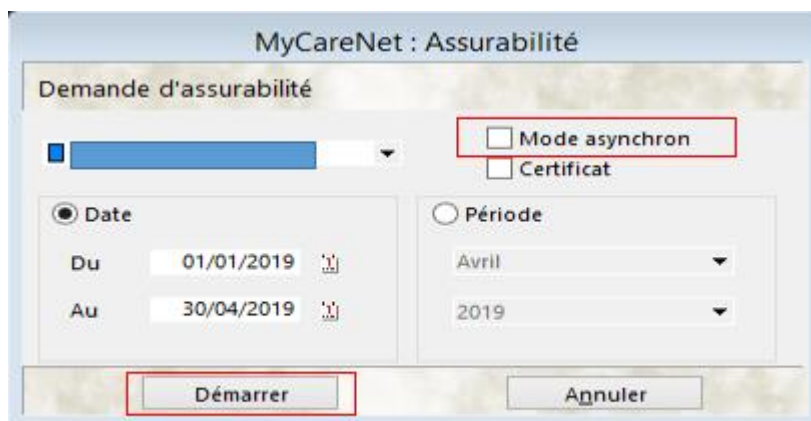 MyCareNet : Assurabilité
Demande d'assurabilité
Mode asynchron
Certificat
Date
Période
Du 01/01/2019
Avril
Au 30/04/2019
2019
Démarrer
Annuler